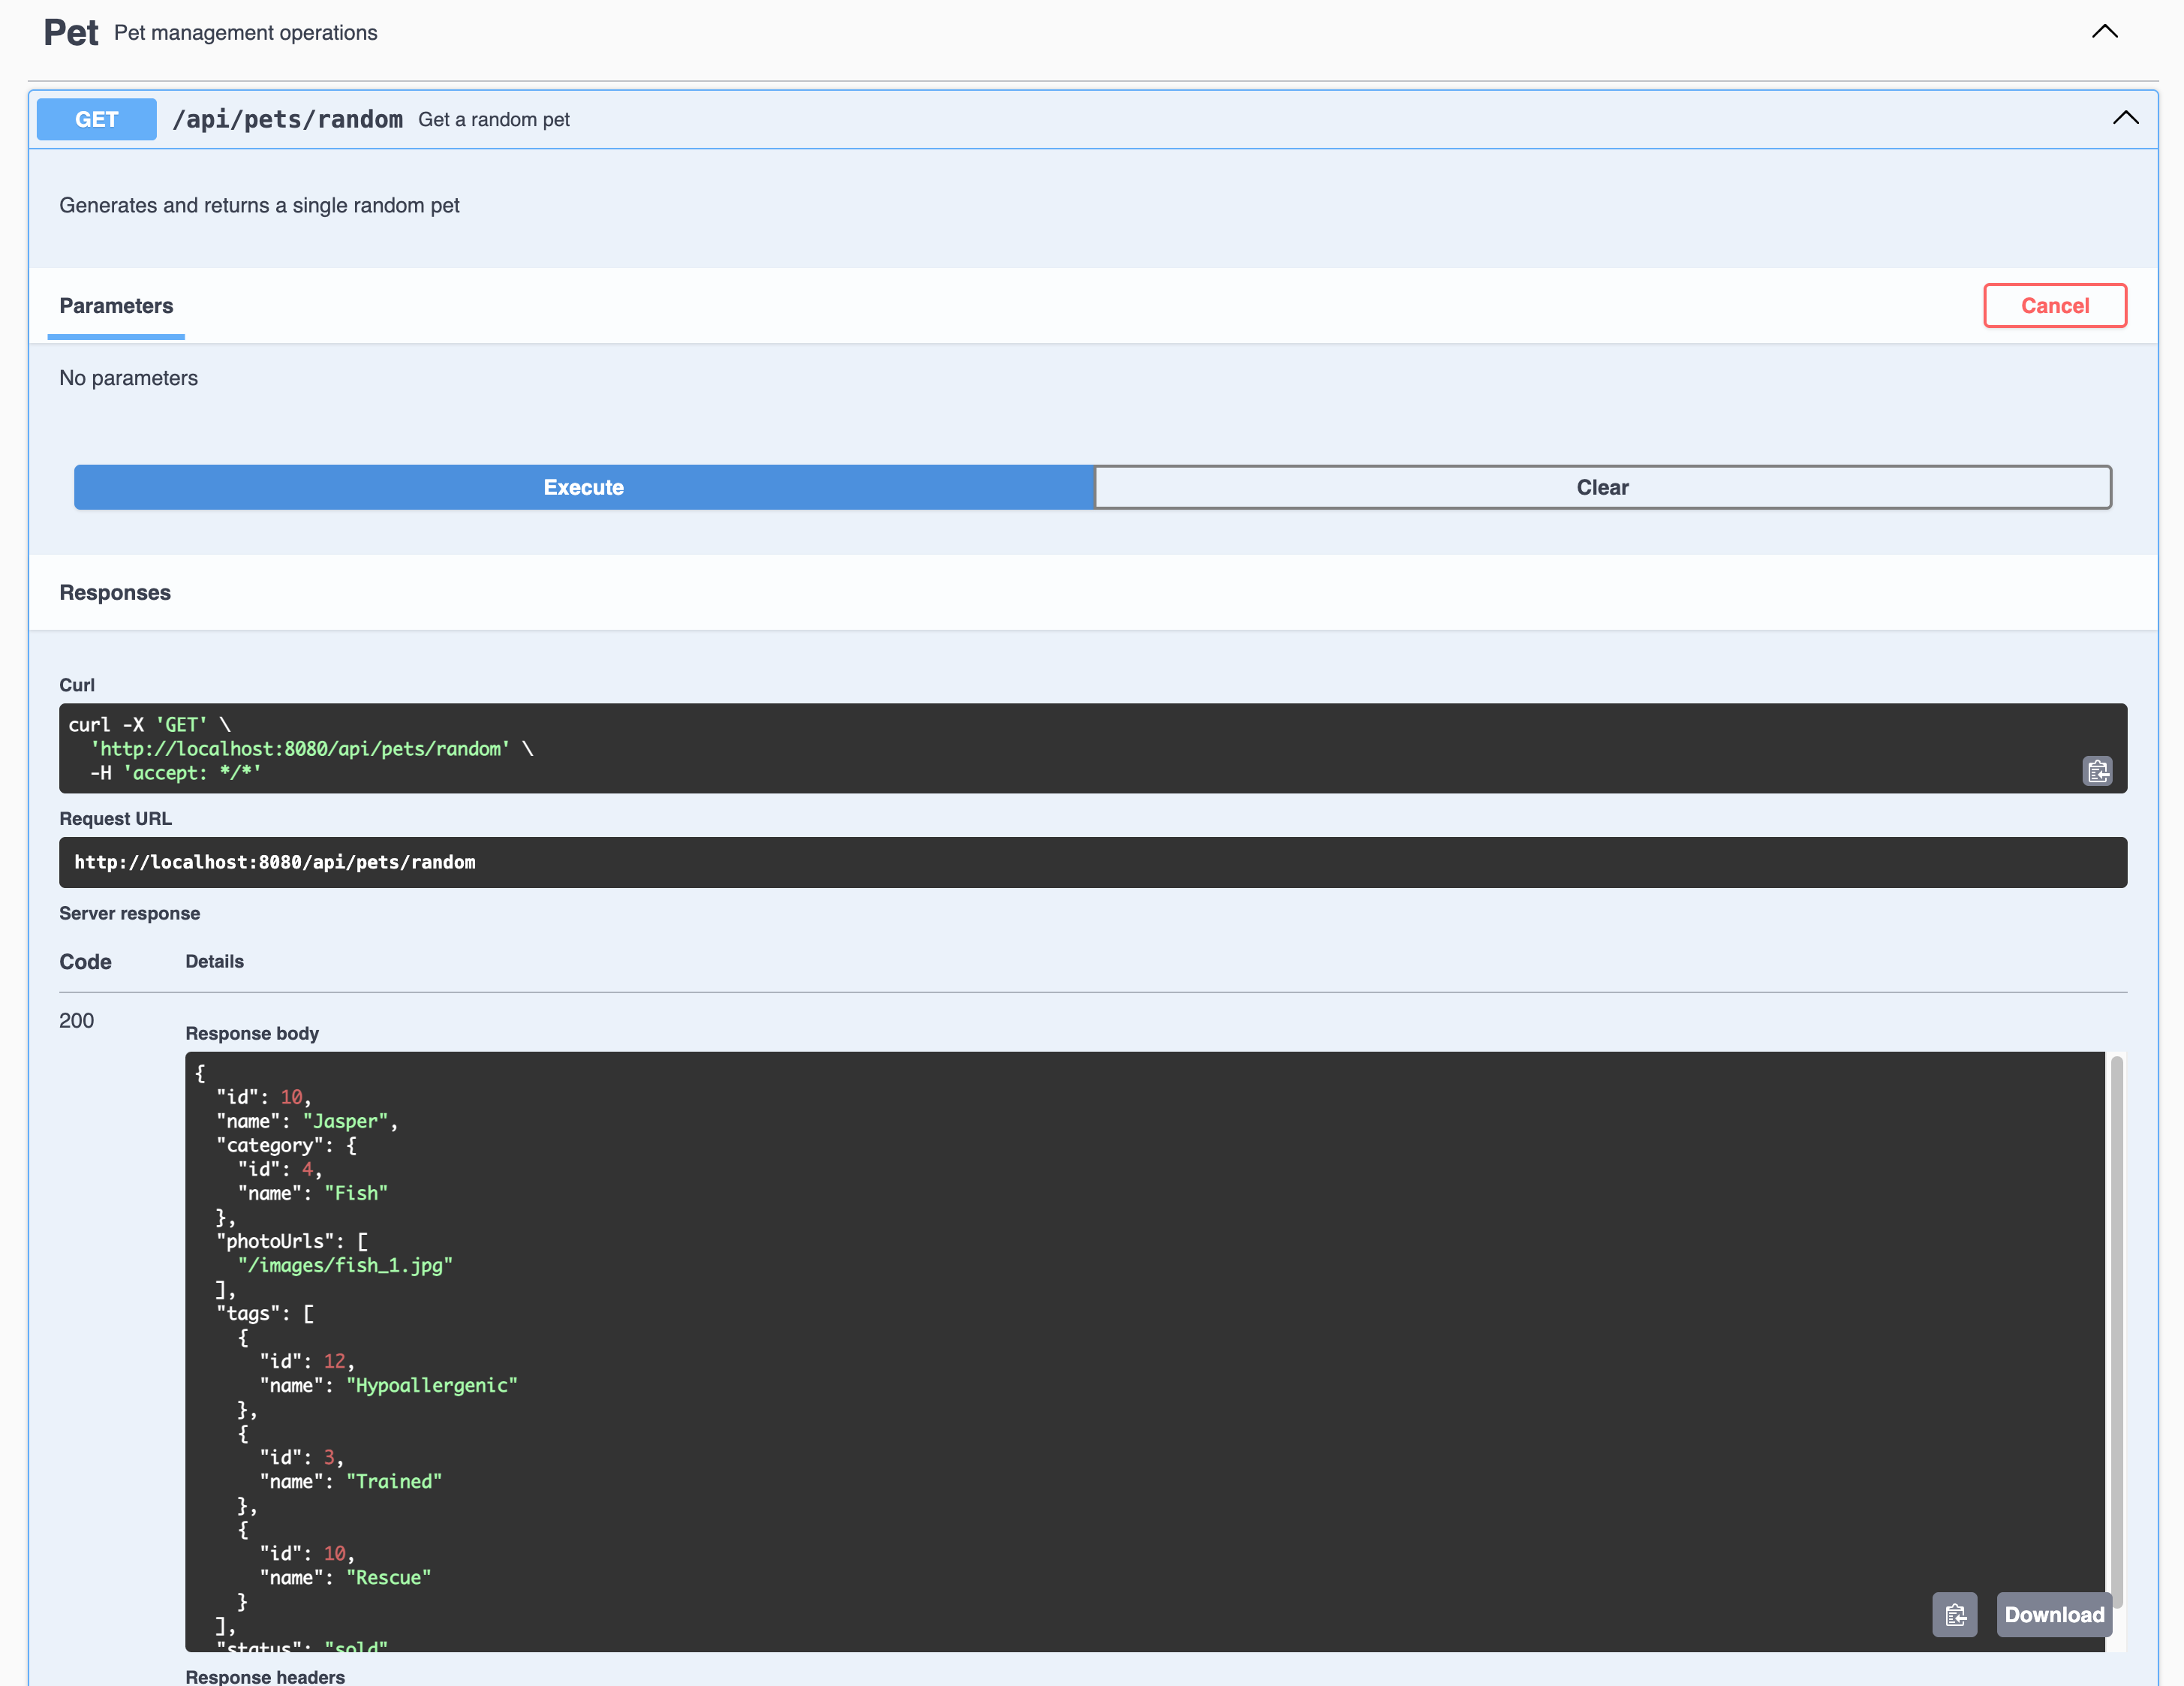 Pet Pet management operations
GET /api/pets/random Get a random pet
Generates and returns a single random pet
Parameters
Cancel
No parameters
Execute
Clear
Responses
Curl
curl -X 'GET' \
  'http://localhost:8080/api/pets/random' \
  -H 'accept: */*'
Request URL
http://localhost:8080/api/pets/random
Server response
Code Details
200
Response body
{
  "id": 10,
  "name": "Jasper",
  "category": {
    "id": 4,
    "name": "Fish"
  },
  "photoUrls": [
    "/images/fish_1.jpg"
  ],
  "tags": [
    {
      "id": 12,
      "name": "Hypoallergenic"
    },
    {
      "id": 3,
      "name": "Trained"
    },
    {
      "id": 10,
      "name": "Rescue"
    }
  ],
  "status": "sold"
Download
Response headers